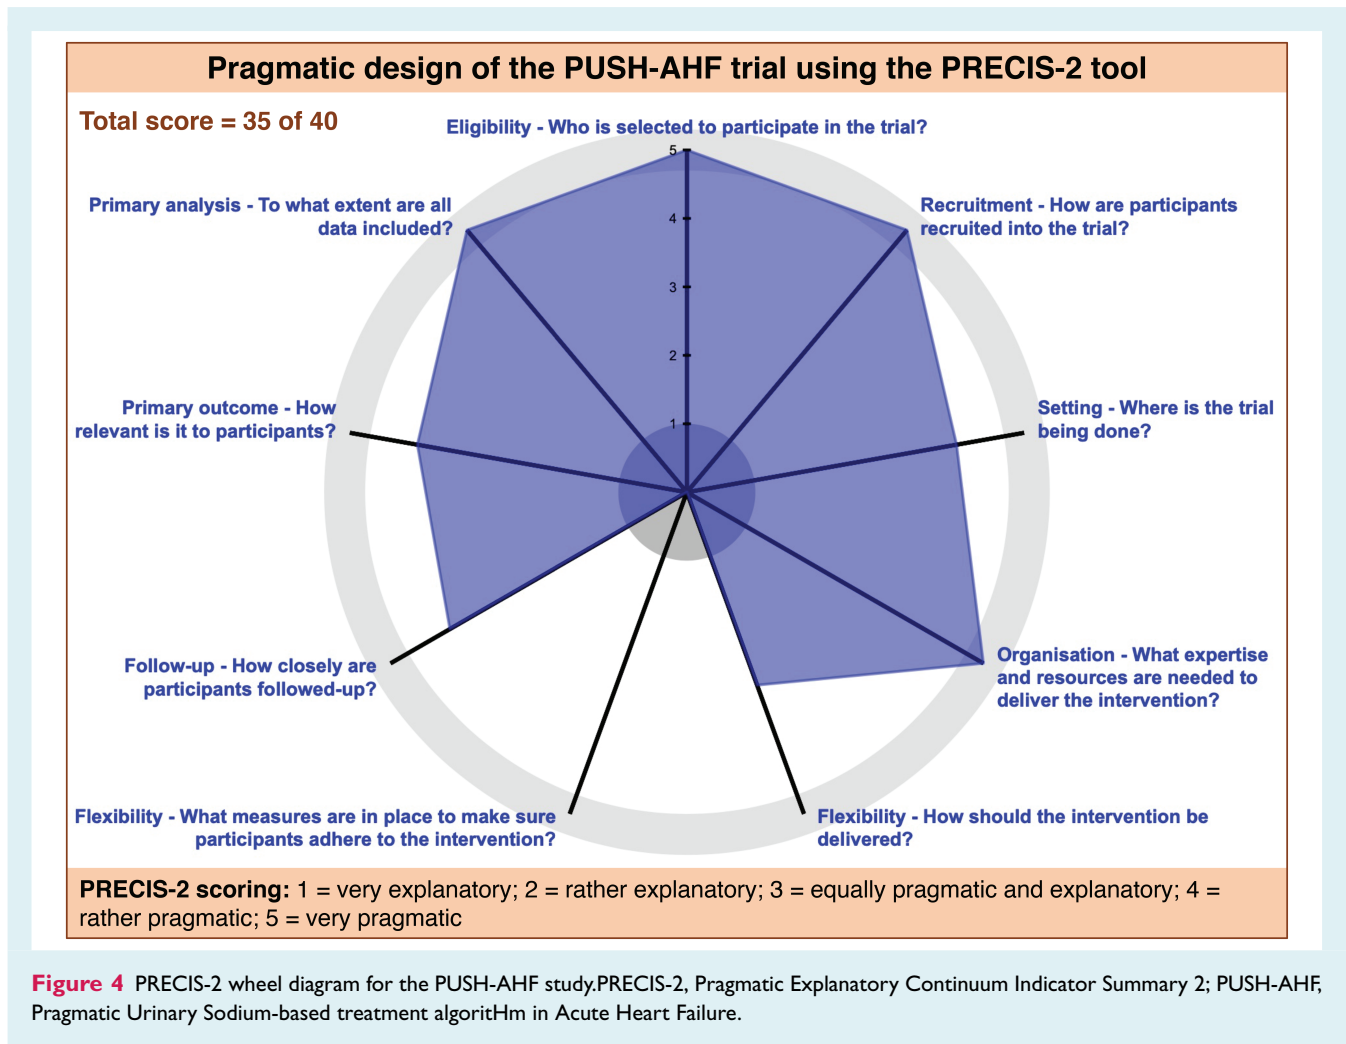 Pragmatic design of the PUSH-AHF trial using the PRECIS-2 tool
Total score = 35 of 40
Eligibility - Who is selected to participate in the trial?
5
4
3
2
1
Primary analysis - To what extent are all
data included?
Recruitment - How are participants
recruited into the trial?
Primary outcome - How
relevant is it to participants?
Setting - Where is the trial
being done?
Follow-up - How closely are
participants followed-up?
Organisation - What expertise
and resources are needed to
deliver the intervention?
Flexibility - What measures are in place to make sure
participants adhere to the intervention?
Flexibility - How should the intervention be
delivered?
PRECIS-2 scoring: 1 = very explanatory; 2 = rather explanatory; 3 = equally pragmatic and explanatory; 4 =
rather pragmatic; 5 = very pragmatic
Figure 4 PRECIS-2 wheel diagram for the PUSH-AHF study.PRECIS-2, Pragmatic Explanatory Continuum Indicator Summary 2; PUSH-AHF,
Pragmatic Urinary Sodium-based treatment algoritHm in Acute Heart Failure.